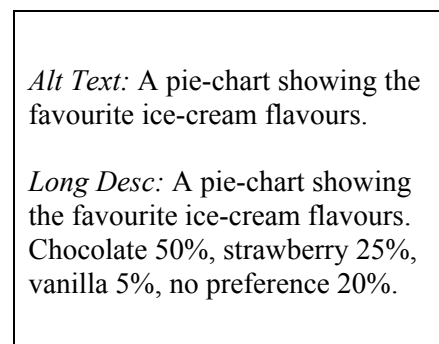 Alt Text: A pie-chart showing the
favourite ice-cream flavours.
Long Desc: A pie-chart showing
the favourite ice-cream flavours.
Chocolate 50%, strawberry 25%,
vanilla 5%, no preference 20%.